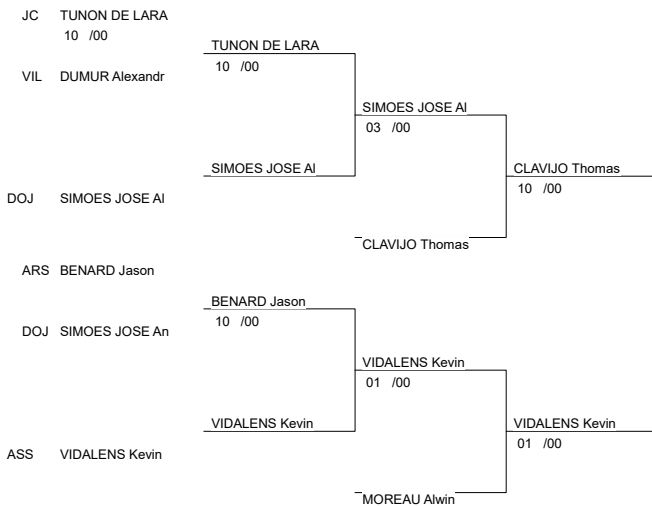 JC TUNON DE LARA
10 /00
TUNON DE LARA
10 /00
VIL DUMUR Alexandr
SIMOES JOSE Al
03 /00
SIMOES JOSE Al
CLAVIJO Thomas
10 /00
DOJ SIMOES JOSE Al
CLAVIJO Thomas
ARS BENARD Jason
BENARD Jason
10 /00
DOJ SIMOES JOSE An
VIDALENS Kevin
01 /00
VIDALENS Kevin
VIDALENS Kevin
01 /00
ASS VIDALENS Kevin
MOREAU Alwin